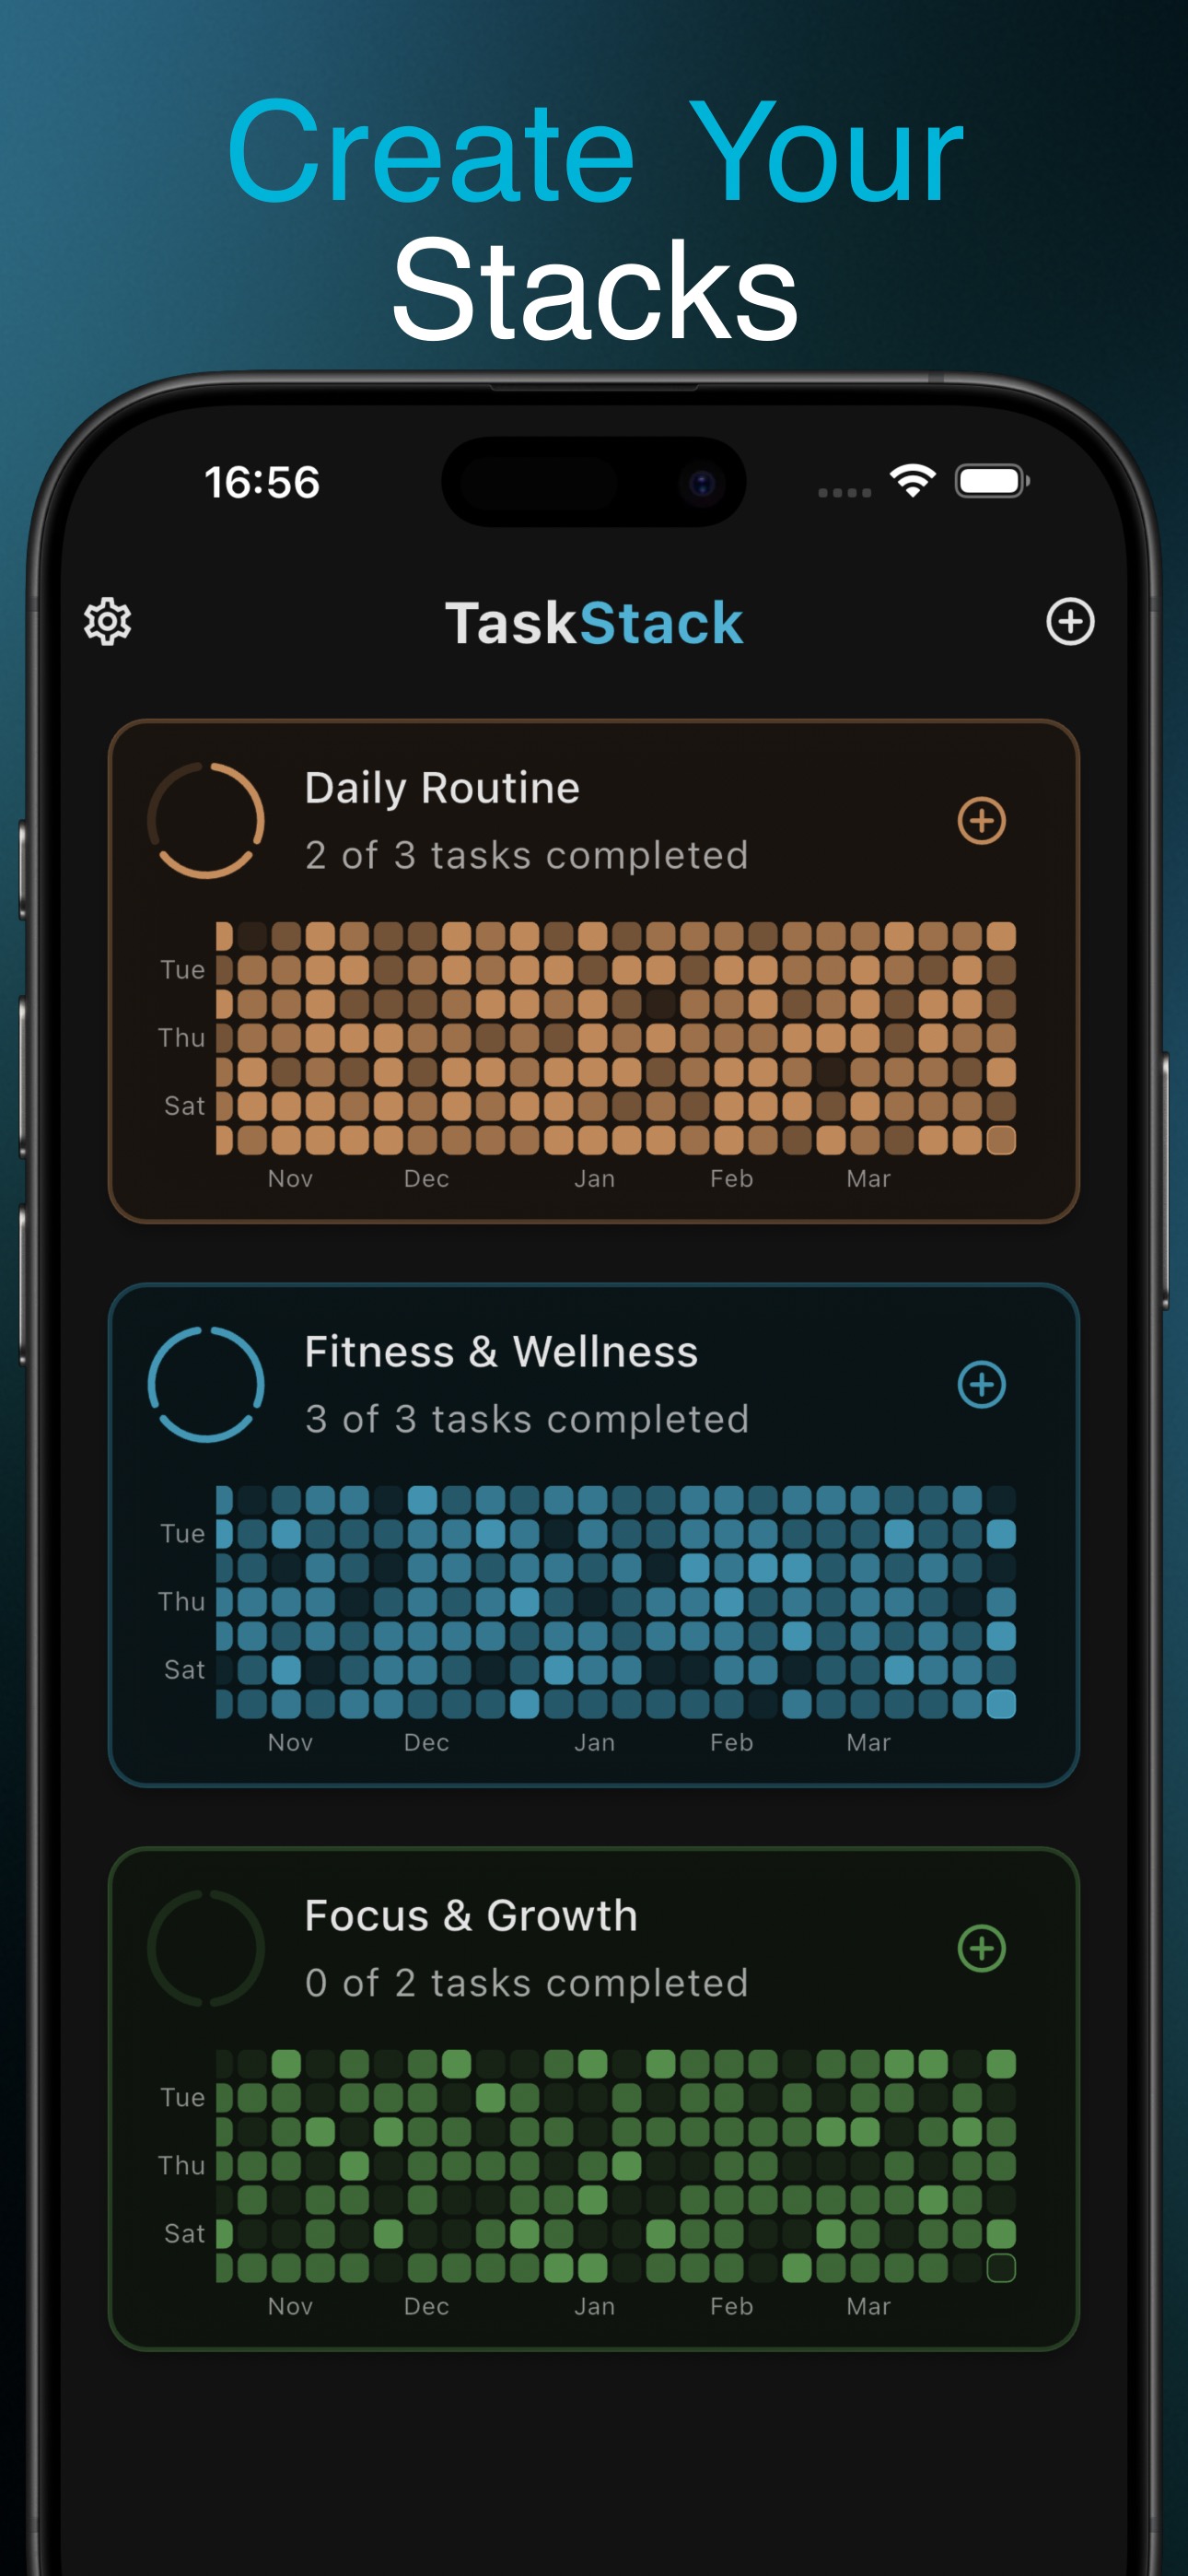 Create Your
Stacks
16:56
TaskStack
Daily Routine
2 of 3 tasks completed
Tue
Thu
Sat
Nov Dec Jan Feb Mar
Fitness & Wellness
3 of 3 tasks completed
Tue
Thu
Sat
Nov Dec Jan Feb Mar
Focus & Growth
0 of 2 tasks completed
Tue
Thu
Sat
Nov Dec Jan Feb Mar